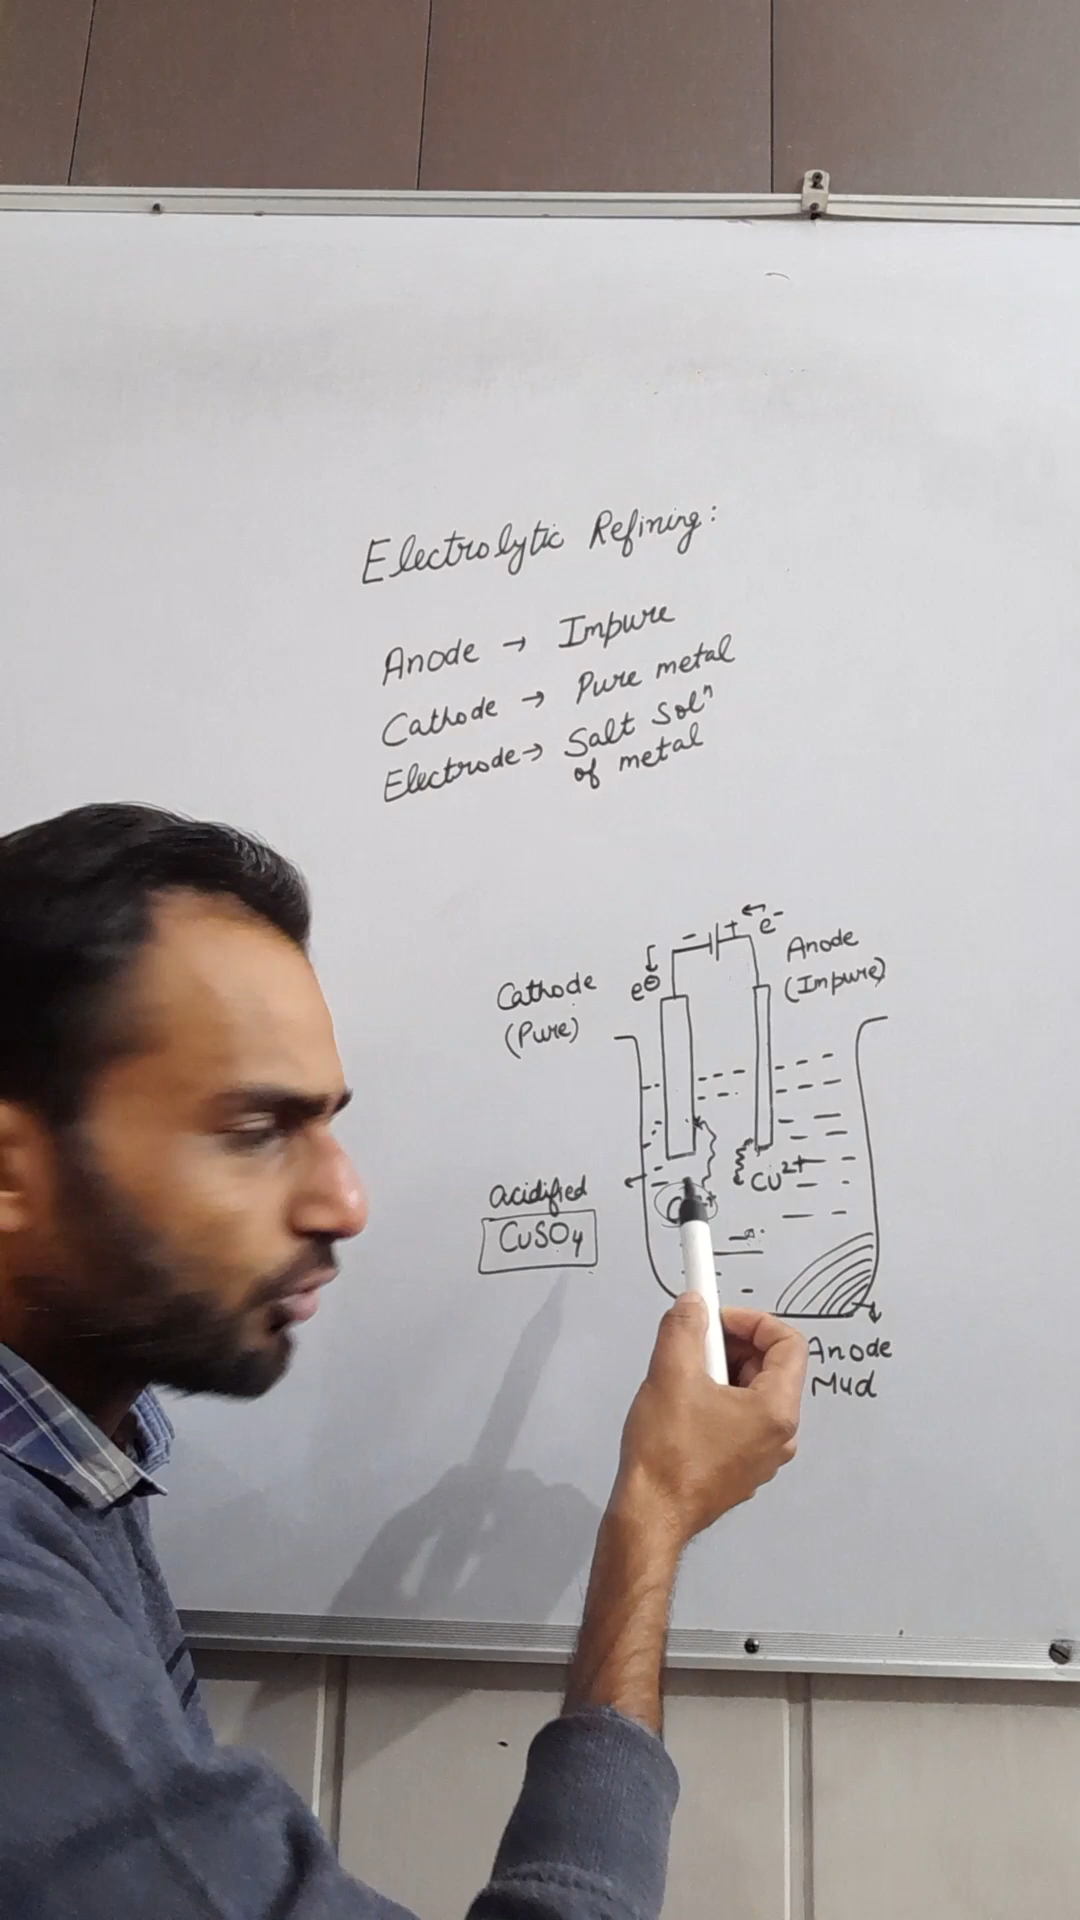 Electrolytic Refining:
Anode → Impure
Cathode → Pure metal
Electrode → Salt Solⁿ
of metal
- + ← e⁻
Cathode
(Pure)
e⊖
Anode
(Impure)
acidified
CuSO₄
Cu²⁺
Anode
Mud